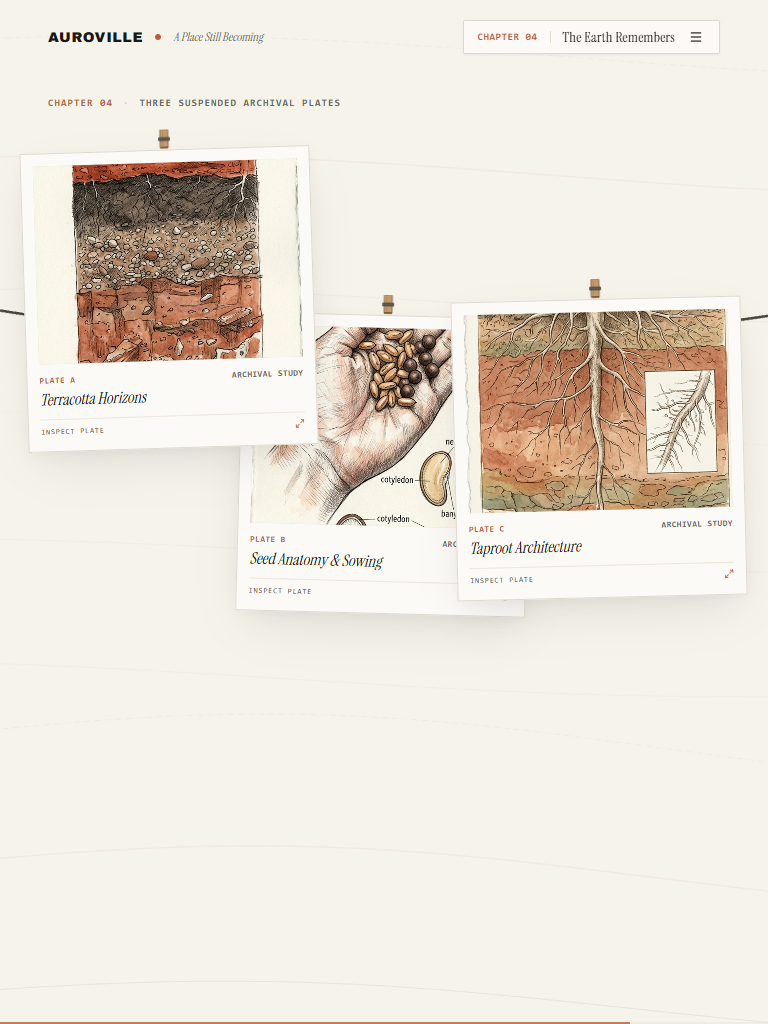 AUROVILLE • A Place Still Becoming
CHAPTER 04 The Earth Remembers
CHAPTER 04 · THREE SUSPENDED ARCHIVAL PLATES
PLATE A ARCHIVAL STUDY
Terracotta Horizons
INSPECT PLATE
cotyledon
cotyledon
PLATE B
Seed Anatomy & Sowing
INSPECT PLATE
PLATE C ARCHIVAL STUDY
Taproot Architecture
INSPECT PLATE